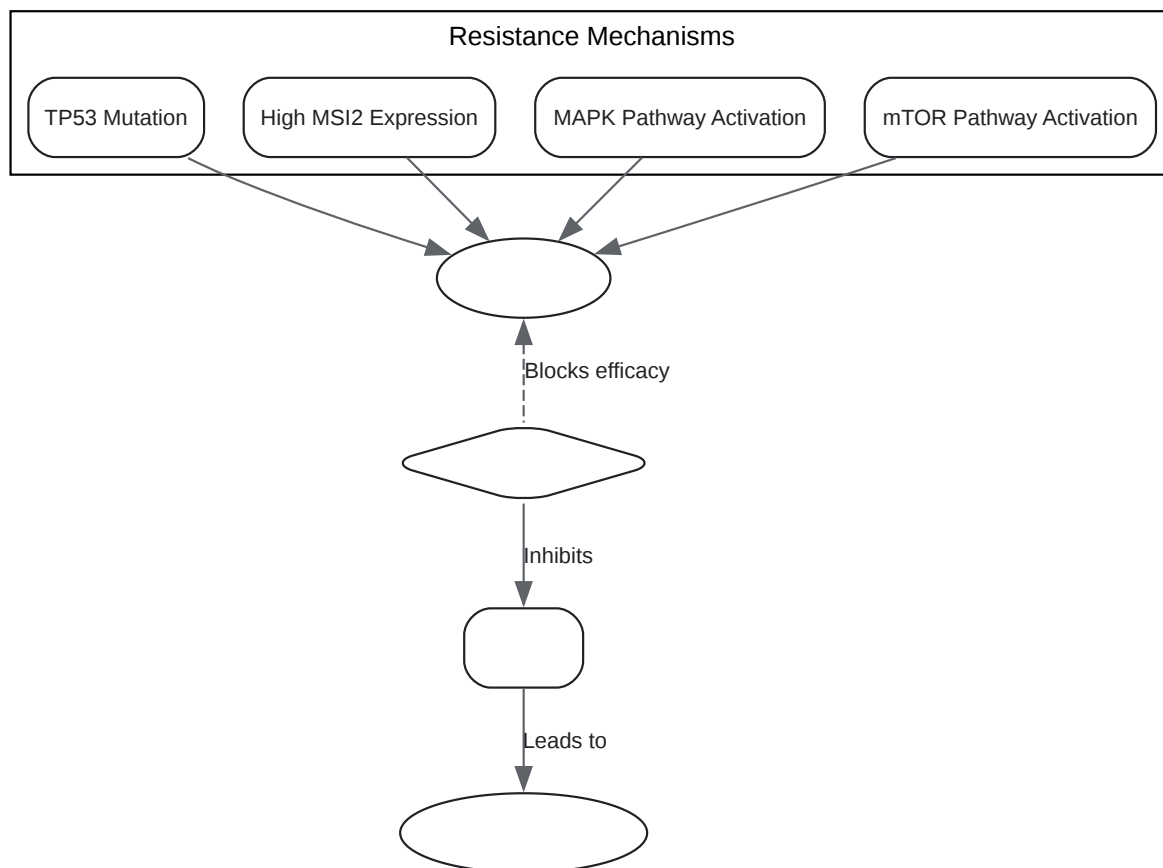 Resistance Mechanisms
TP53 Mutation
High MSI2 Expression
MAPK Pathway Activation
mTOR Pathway Activation
Blocks efficacy
Inhibits
Leads to